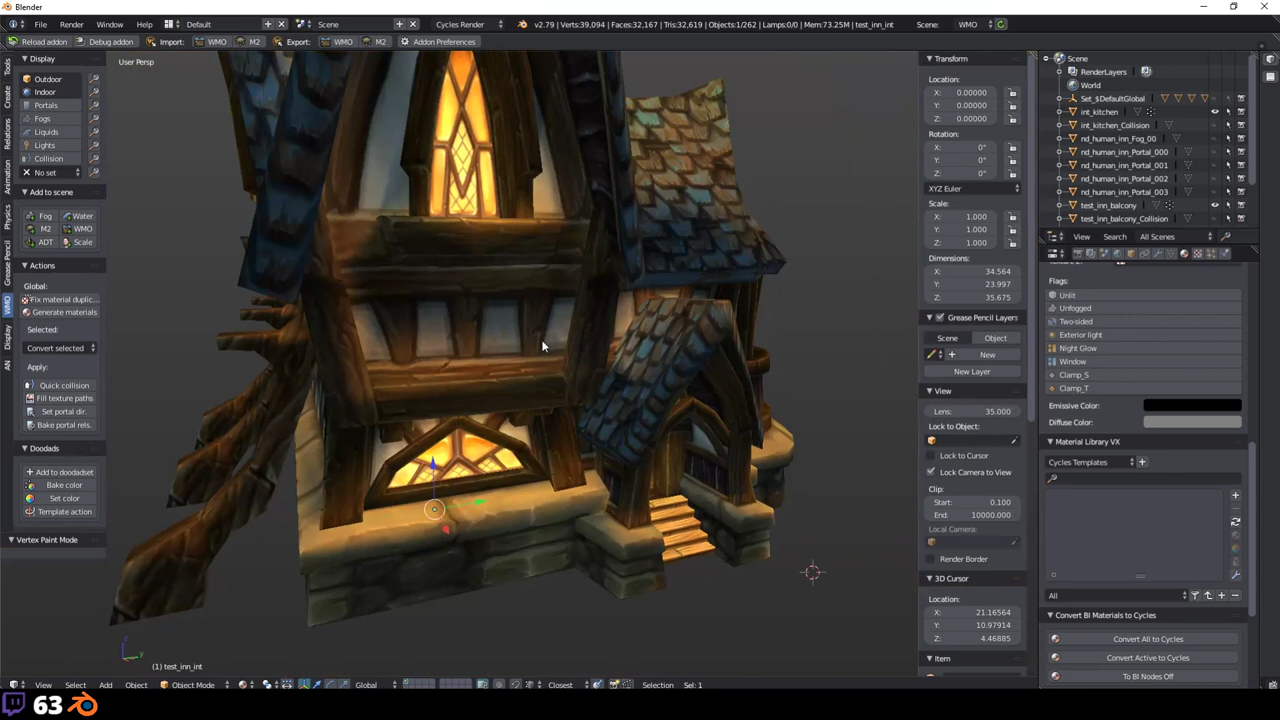 Blender
File Render Window Help Default Scene Cycles Render v2.79 | Verts:39,094 | Faces:32,167 | Tris:32,619 | Objects:1/262 | Lamps:0/0 | Mem:73.25M | test_inn_int Scene: WMO
Reload addon Debug addon Import: WMO M2 Export: WMO M2 Addon Preferences
Tools
Create
Relations
Animation
Physics
Grease Pencil
WMO
Display
AN
Display
Outdoor
Indoor
Portals
Fogs
Liquids
Lights
Collision
No set
Add to scene
Fog Water
M2 WMO
ADT Scale
Actions
Global:
Fix material duplic...
Generate materials
Selected:
Convert selected
Apply:
Quick collision
Fill texture paths
Set portal dir.
Bake portal rels.
Doodads
Add to doodadset
Bake color
Set color
Template action
Vertex Paint Mode
User Persp
(1) test_inn_int
View Select Add Object Object Mode Global Closest Selection Sel: 1
Transform
Location:
X: 0.00000
Y: 0.00000
Z: 0.00000
Rotation:
X: 0°
Y: 0°
Z: 0°
XYZ Euler
Scale:
X: 1.000
Y: 1.000
Z: 1.000
Dimensions:
X: 34.564
Y: 23.997
Z: 35.675
Grease Pencil Layers
Scene Object
New
New Layer
View
Lens: 35.000
Lock to Object:
Lock to Cursor
Lock Camera to View
Clip:
Start: 0.100
End: 10000.000
Local Camera:
Render Border
3D Cursor
Location:
X: 21.16564
Y: 10.97914
Z: 4.46885
Item
Scene
RenderLayers
World
Set_$DefaultGlobal
int_kitchen
int_kitchen_Collision
nd_human_inn_Fog_00
nd_human_inn_Portal_000
nd_human_inn_Portal_001
nd_human_inn_Portal_002
nd_human_inn_Portal_003
test_inn_balcony
test_inn_balcony_Collision
View Search All Scenes
Flags:
Unlit
Unfogged
Two-sided
Exterior light
Night Glow
Window
Clamp_S
Clamp_T
Emissive Color:
Diffuse Color:
Material Library VX
Cycles Templates
All
Convert BI Materials to Cycles
Convert All to Cycles
Convert Active to Cycles
To BI Nodes Off
63